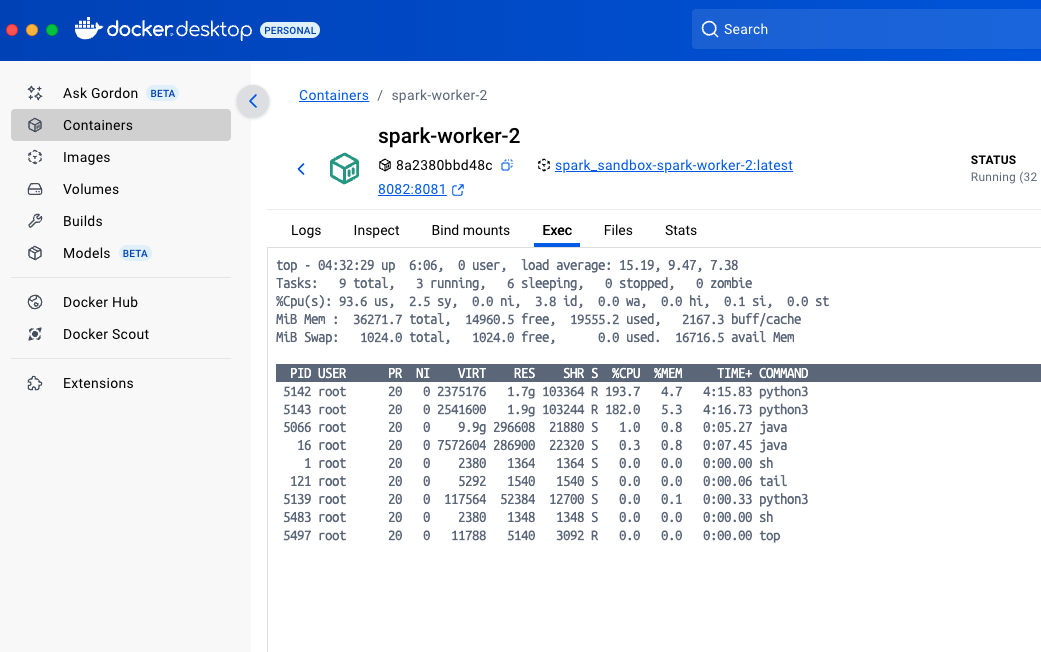 docker.desktop PERSONAL
Search
Ask Gordon BETA
Containers
Images
Volumes
Builds
Models BETA
Docker Hub
Docker Scout
Extensions
Containers / spark-worker-2
spark-worker-2
8a2380bbd48c spark_sandbox-spark-worker-2:latest
8082:8081
STATUS
Running (32
Logs Inspect Bind mounts Exec Files Stats
top - 04:32:29 up  6:06,  0 user,  load average: 15.19, 9.47, 7.38
Tasks:   9 total,   3 running,   6 sleeping,   0 stopped,   0 zombie
%Cpu(s): 93.6 us,  2.5 sy,  0.0 ni,  3.8 id,  0.0 wa,  0.0 hi,  0.1 si,  0.0 st
MiB Mem :  36271.7 total,  14960.5 free,  19555.2 used,   2167.3 buff/cache
MiB Swap:   1024.0 total,   1024.0 free,      0.0 used.  16716.5 avail Mem
PID USER      PR  NI    VIRT    RES    SHR S  %CPU  %MEM     TIME+ COMMAND
5142 root      20   0 2375176   1.7g 103364 R 193.7   4.7   4:15.83 python3
5143 root      20   0 2541600   1.9g 103244 R 182.0   5.3   4:16.73 python3
5066 root      20   0    9.9g 296608  21880 S   1.0   0.8   0:05.27 java
16 root      20   0 7572604 286900  22320 S   0.3   0.8   0:07.45 java
1 root      20   0    2380   1364   1364 S   0.0   0.0   0:00.00 sh
121 root      20   0    5292   1540   1540 S   0.0   0.0   0:00.06 tail
5139 root      20   0  117564  52384  12700 S   0.0   0.1   0:00.33 python3
5483 root      20   0    2380   1348   1348 S   0.0   0.0   0:00.00 sh
5497 root      20   0   11788   5140   3092 R   0.0   0.0   0:00.00 top